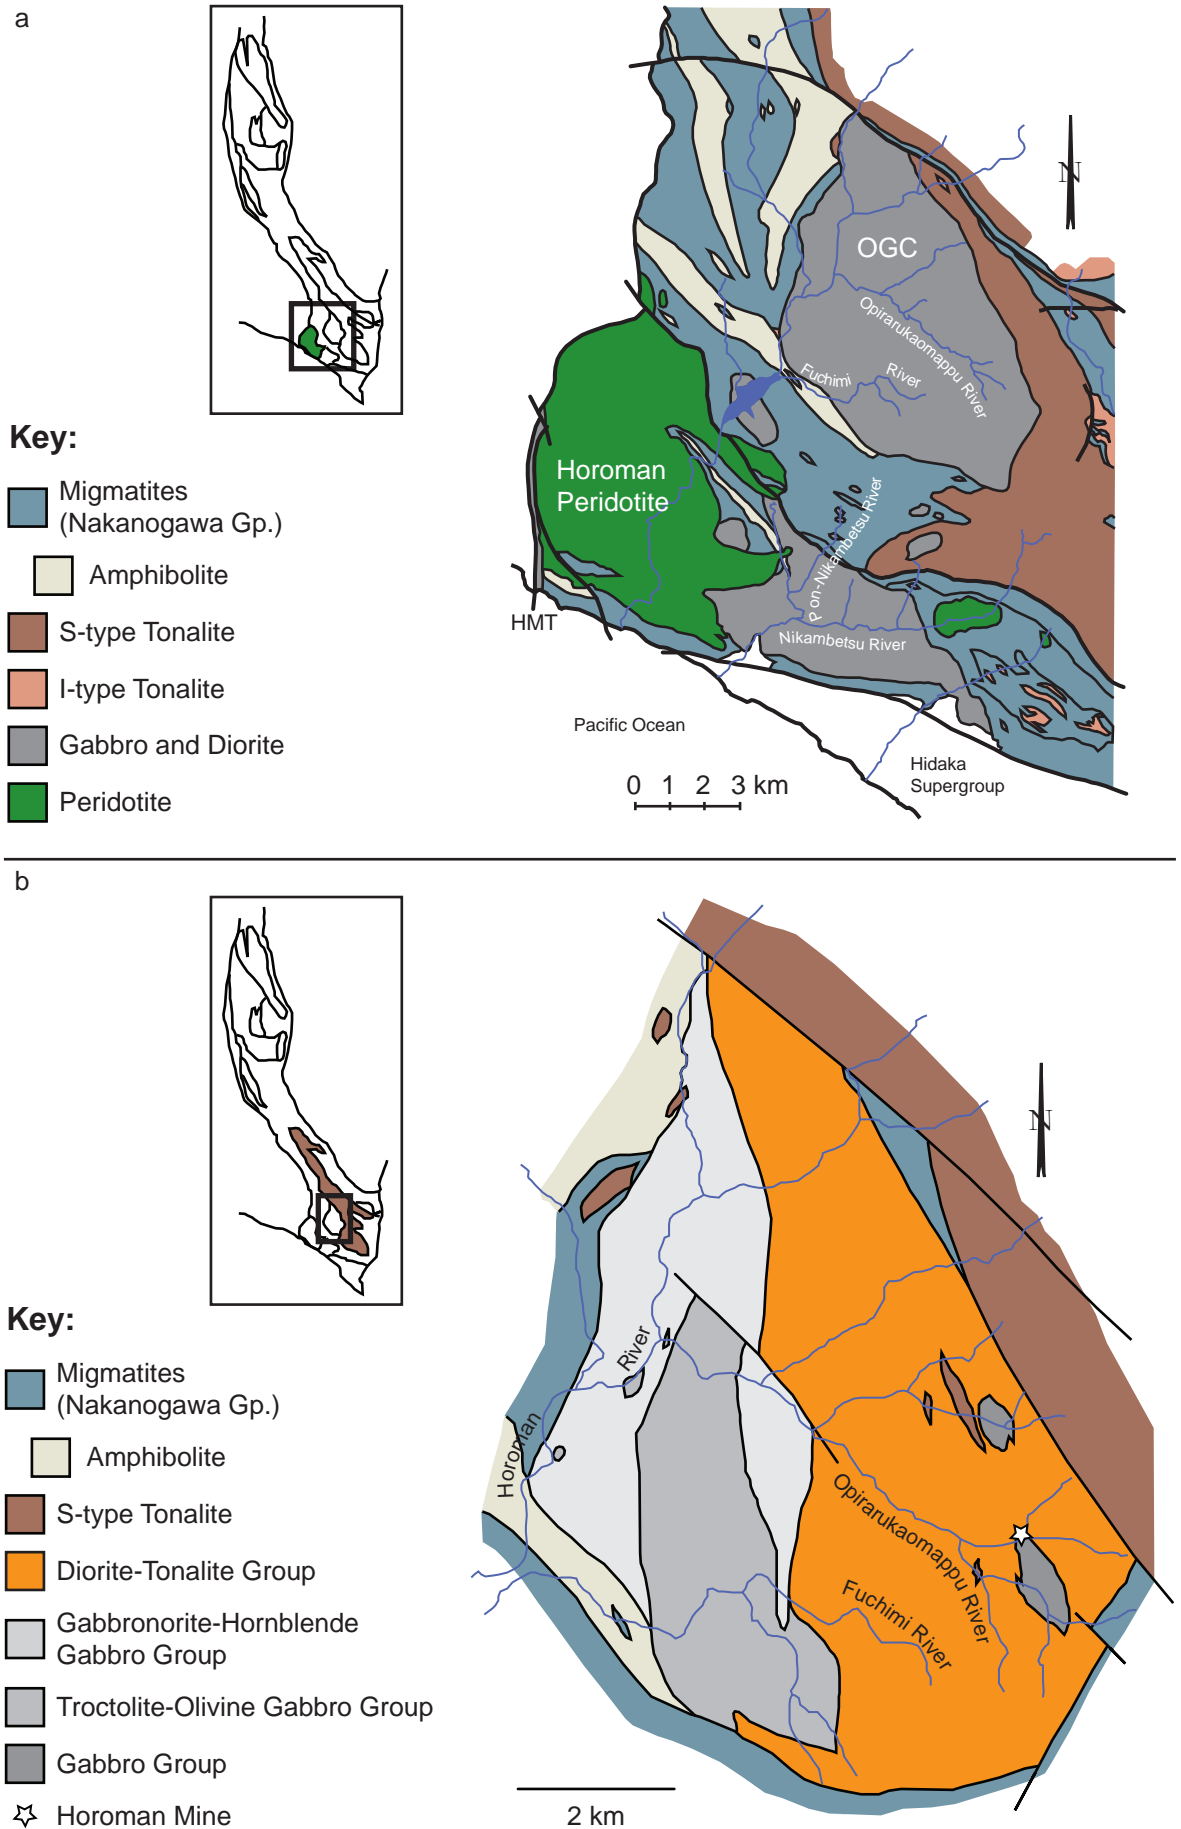 a
N
OGC
Opirarukaomappu River
Fuchimi River
Horoman
Peridotite
Pon-Nikambetsu River
Nikambetsu River
HMT
Pacific Ocean
Hidaka
Supergroup
0 1 2 3 km
Key:
Migmatites
(Nakanogawa Gp.)
Amphibolite
S-type Tonalite
I-type Tonalite
Gabbro and Diorite
Peridotite
b
N
Horoman River
Opirarukaomappu River
Fuchimi River
2 km
Key:
Migmatites
(Nakanogawa Gp.)
Amphibolite
S-type Tonalite
Diorite-Tonalite Group
Gabbronorite-Hornblende
Gabbro Group
Troctolite-Olivine Gabbro Group
Gabbro Group
Horoman Mine